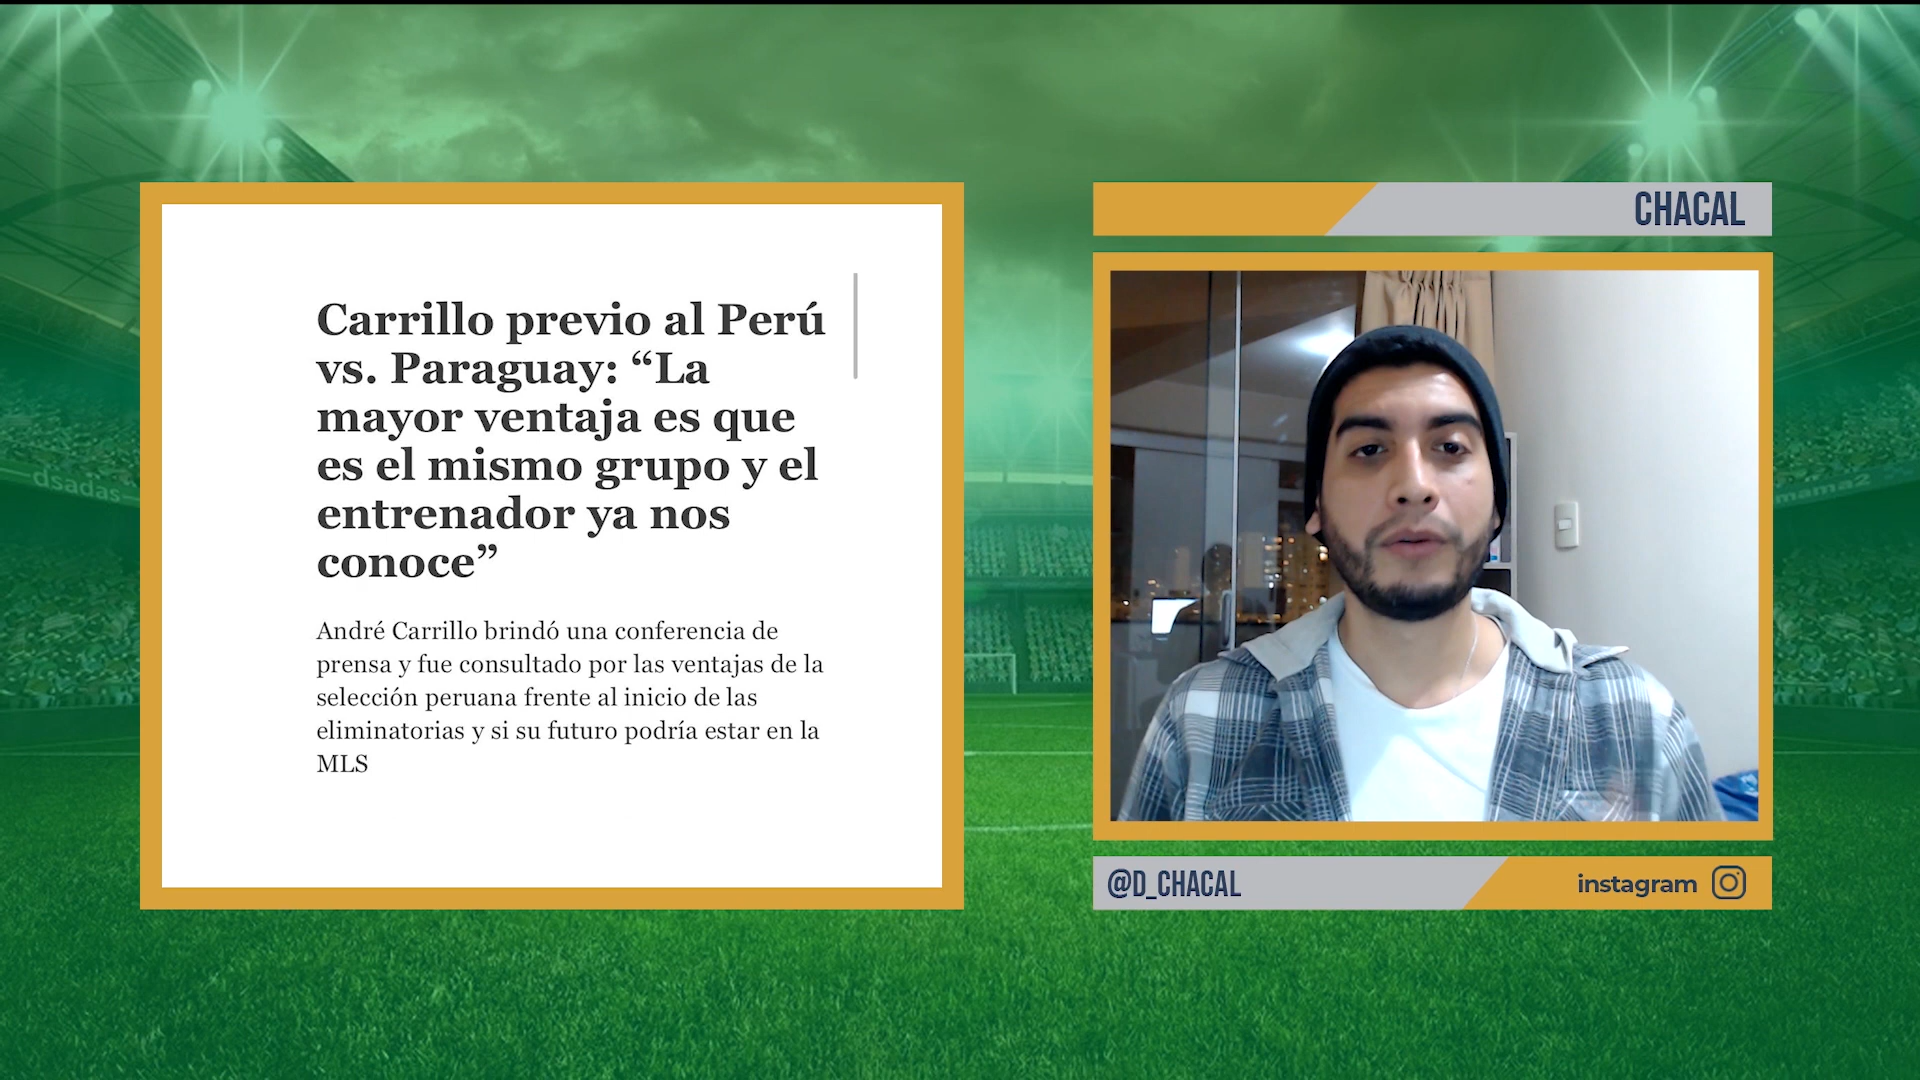 Carrillo previo al Perú
vs. Paraguay: “La
mayor ventaja es que
es el mismo grupo y el
entrenador ya nos
conoce”
André Carrillo brindó una conferencia de
prensa y fue consultado por las ventajas de la
selección peruana frente al inicio de las
eliminatorias y si su futuro podría estar en la
MLS
CHACAL
@D_CHACAL
instagram
dsadas
mama2